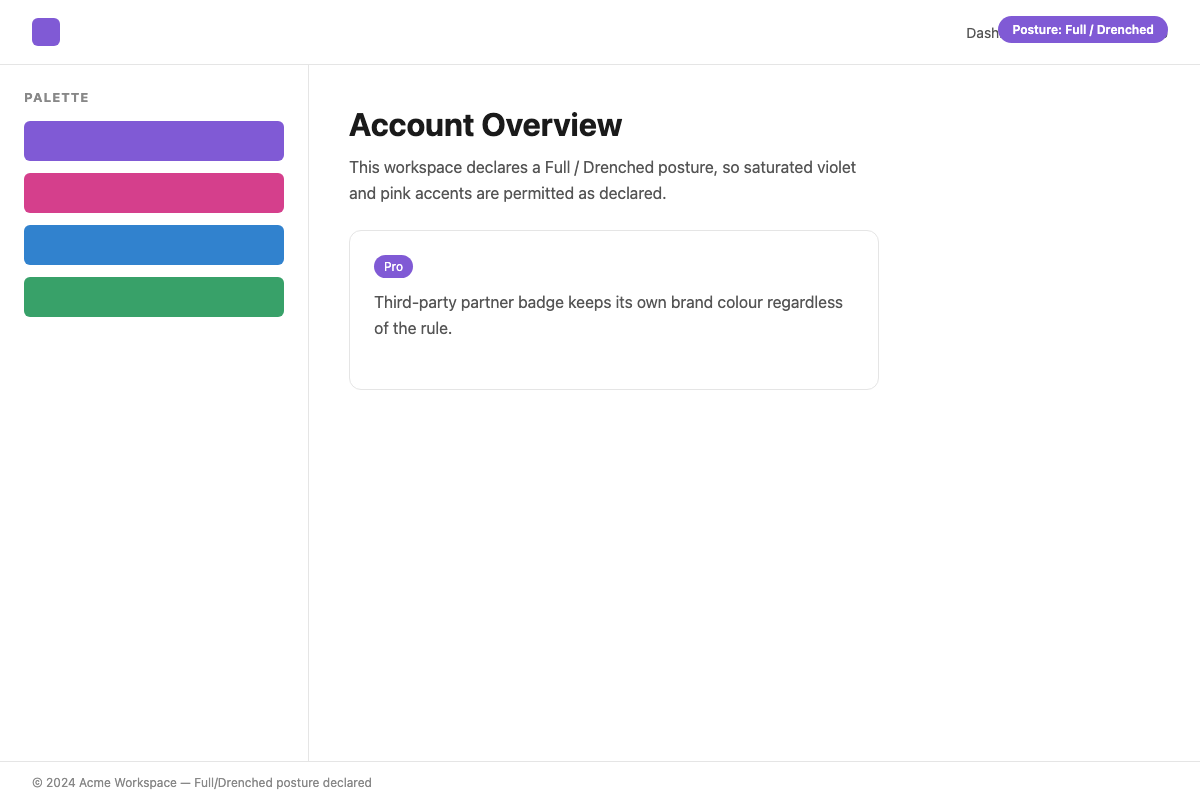 Dash
Posture: Full / Drenched
PALETTE
Account Overview
This workspace declares a Full / Drenched posture, so saturated violet
and pink accents are permitted as declared.
Pro
Third-party partner badge keeps its own brand colour regardless
of the rule.
© 2024 Acme Workspace — Full/Drenched posture declared